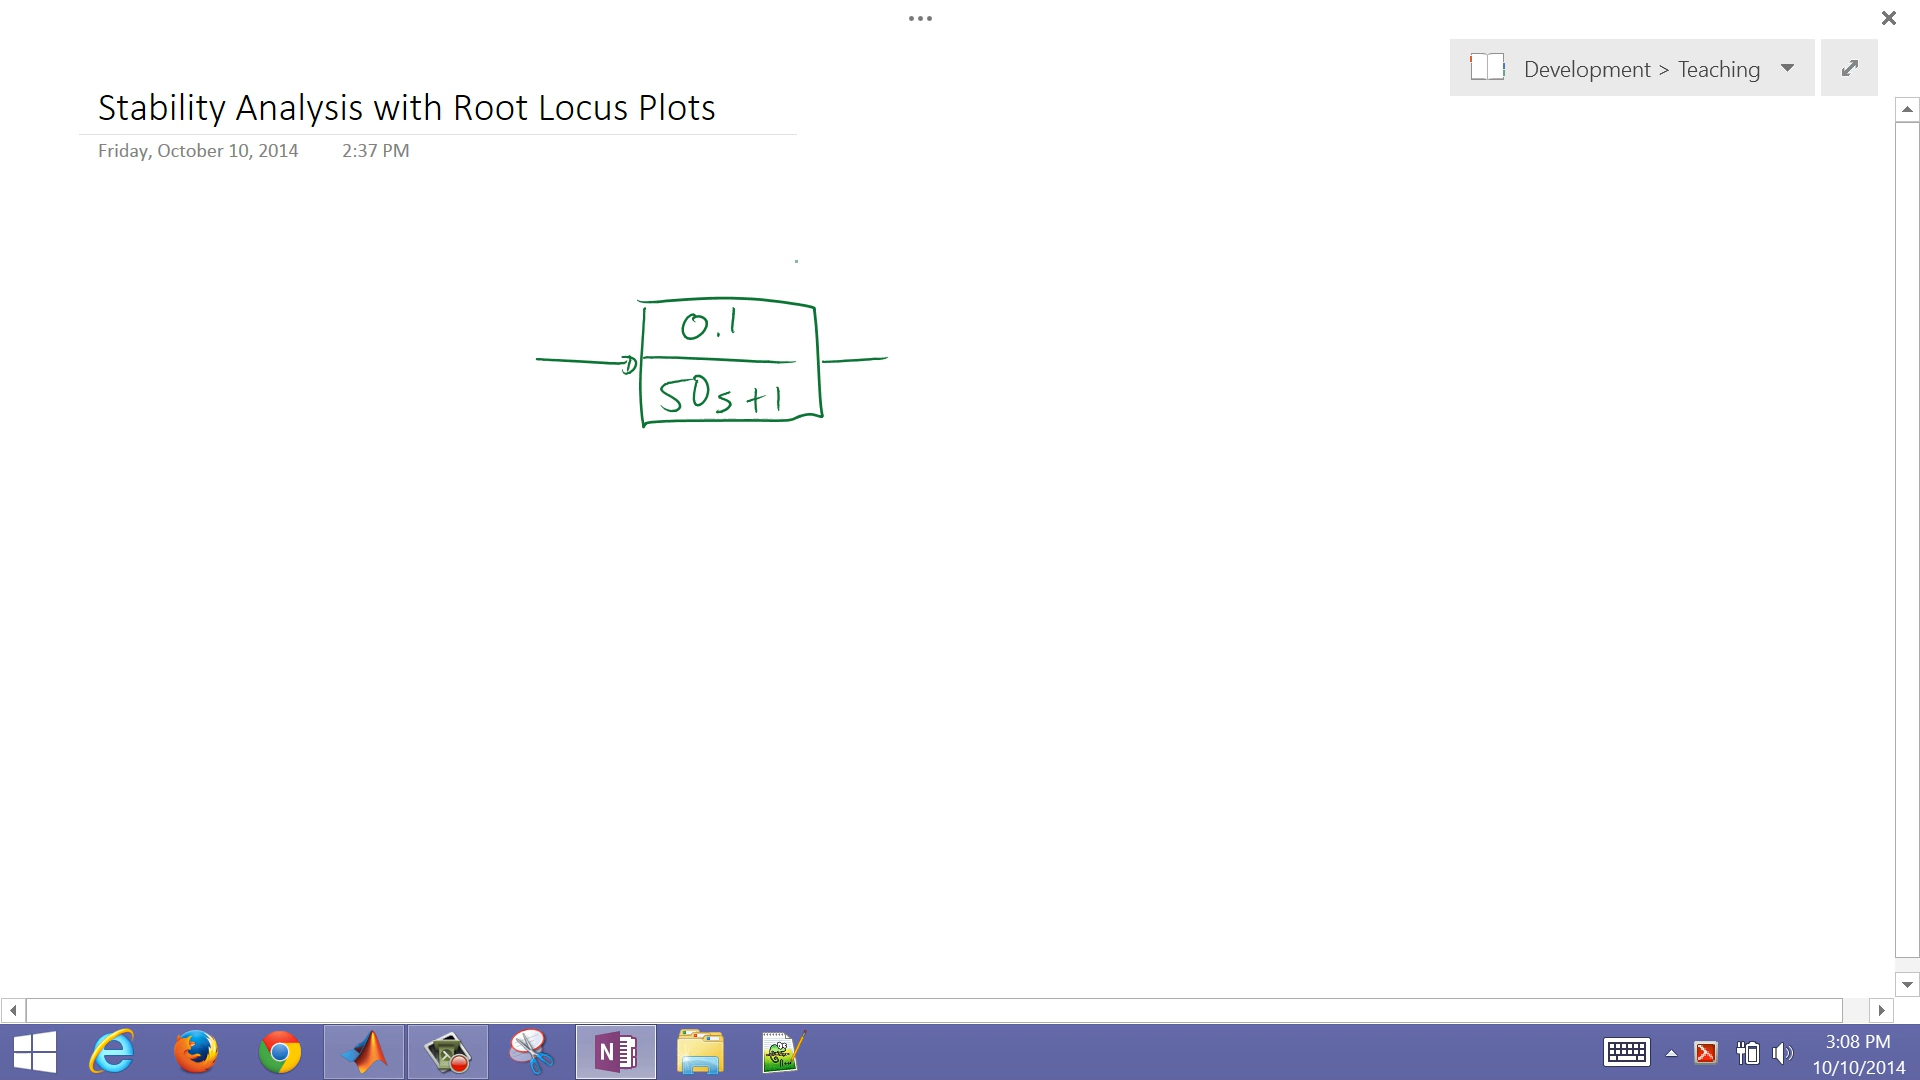 Development > Teaching
Stability Analysis with Root Locus Plots
Friday, October 10, 2014 2:37 PM
0.1
50s+1
N
3:08 PM
10/10/2014